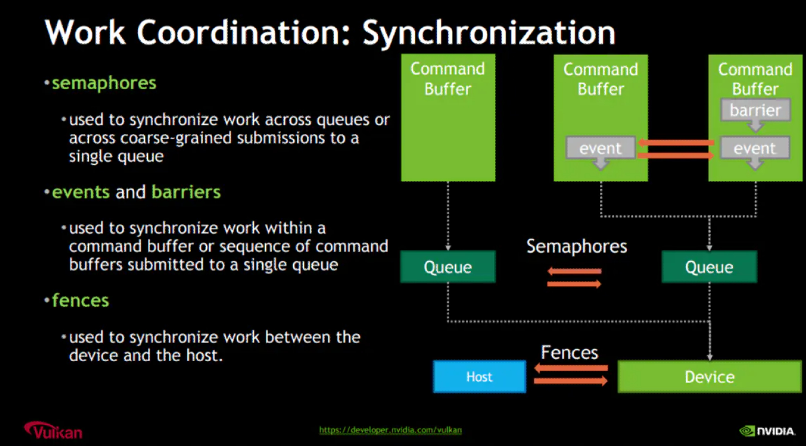 Work Coordination: Synchronization
•semaphores
•used to synchronize work across queues or
across coarse-grained submissions to a
single queue
•events and barriers
•used to synchronize work within a
command buffer or sequence of command
buffers submitted to a single queue
•fences
•used to synchronize work between the
device and the host.
Command
Buffer
Command
Buffer
event
Command
Buffer
barrier
event
Queue
Semaphores
Queue
Fences
Host
Device
Vulkan
https://developer.nvidia.com/vulkan
NVIDIA.